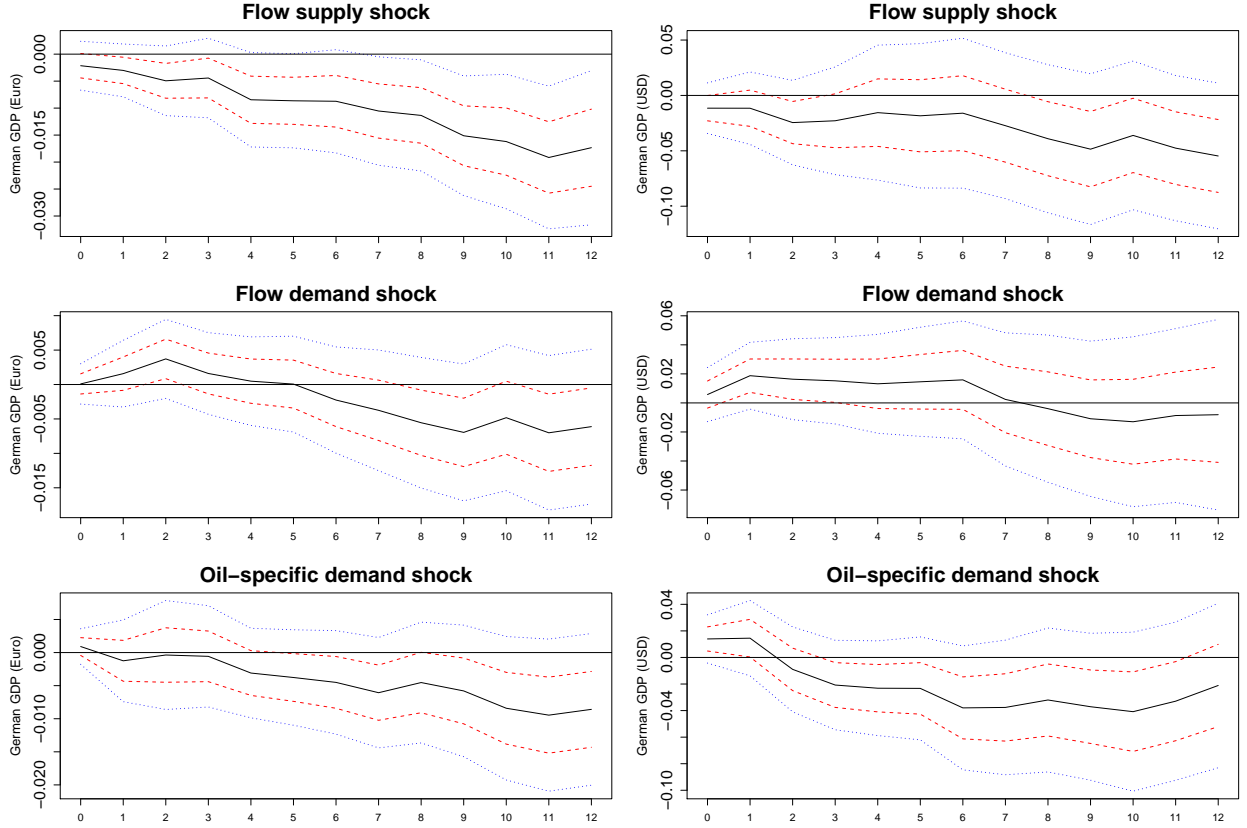 Flow supply shock
German GDP (Euro)
0.000
−0.015
−0.030
0 1 2 3 4 5 6 7 8 9 10 11 12
Flow supply shock
German GDP (USD)
0.05
0.00
−0.05
−0.10
0 1 2 3 4 5 6 7 8 9 10 11 12
Flow demand shock
German GDP (Euro)
0.005
−0.005
−0.015
0 1 2 3 4 5 6 7 8 9 10 11 12
Flow demand shock
German GDP (USD)
0.06
0.02
−0.02
−0.06
0 1 2 3 4 5 6 7 8 9 10 11 12
Oil−specific demand shock
German GDP (Euro)
0.000
−0.010
−0.020
0 1 2 3 4 5 6 7 8 9 10 11 12
Oil−specific demand shock
German GDP (USD)
0.04
0.00
−0.04
−0.10
0 1 2 3 4 5 6 7 8 9 10 11 12